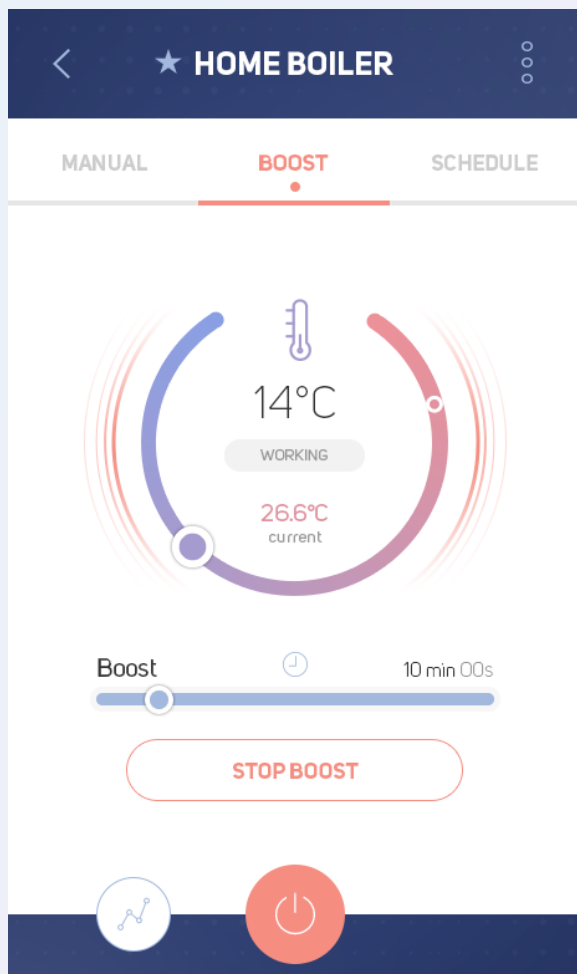 HOME BOILER
MANUAL BOOST SCHEDULE
14°C
WORKING
26.6°C
current
Boost 10 min 00s
STOP BOOST